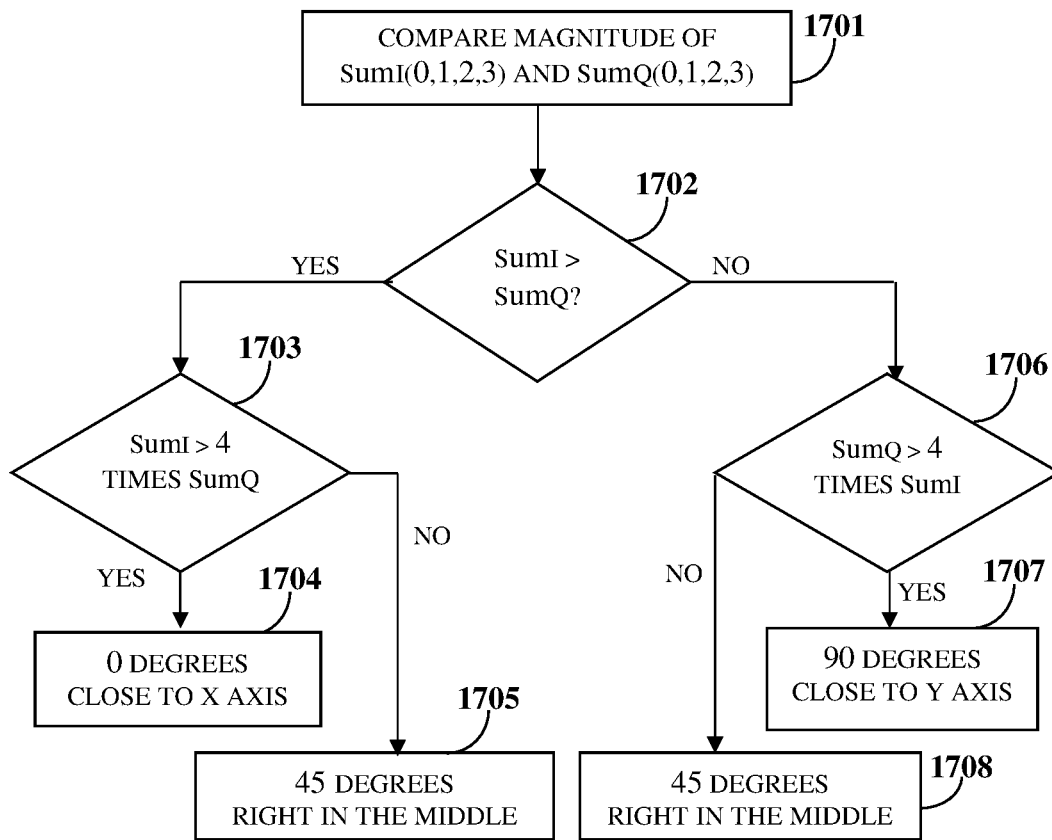 COMPARE MAGNITUDE OF
SumI(0,1,2,3) AND SumQ(0,1,2,3)
1701
1702
SumI >
SumQ?
YES
NO
1703
SumI > 4
TIMES SumQ
1706
SumQ > 4
TIMES SumI
NO
YES
NO
YES
1704
0 DEGREES
CLOSE TO X AXIS
1707
90 DEGREES
CLOSE TO Y AXIS
1705
45 DEGREES
RIGHT IN THE MIDDLE
45 DEGREES
RIGHT IN THE MIDDLE
1708